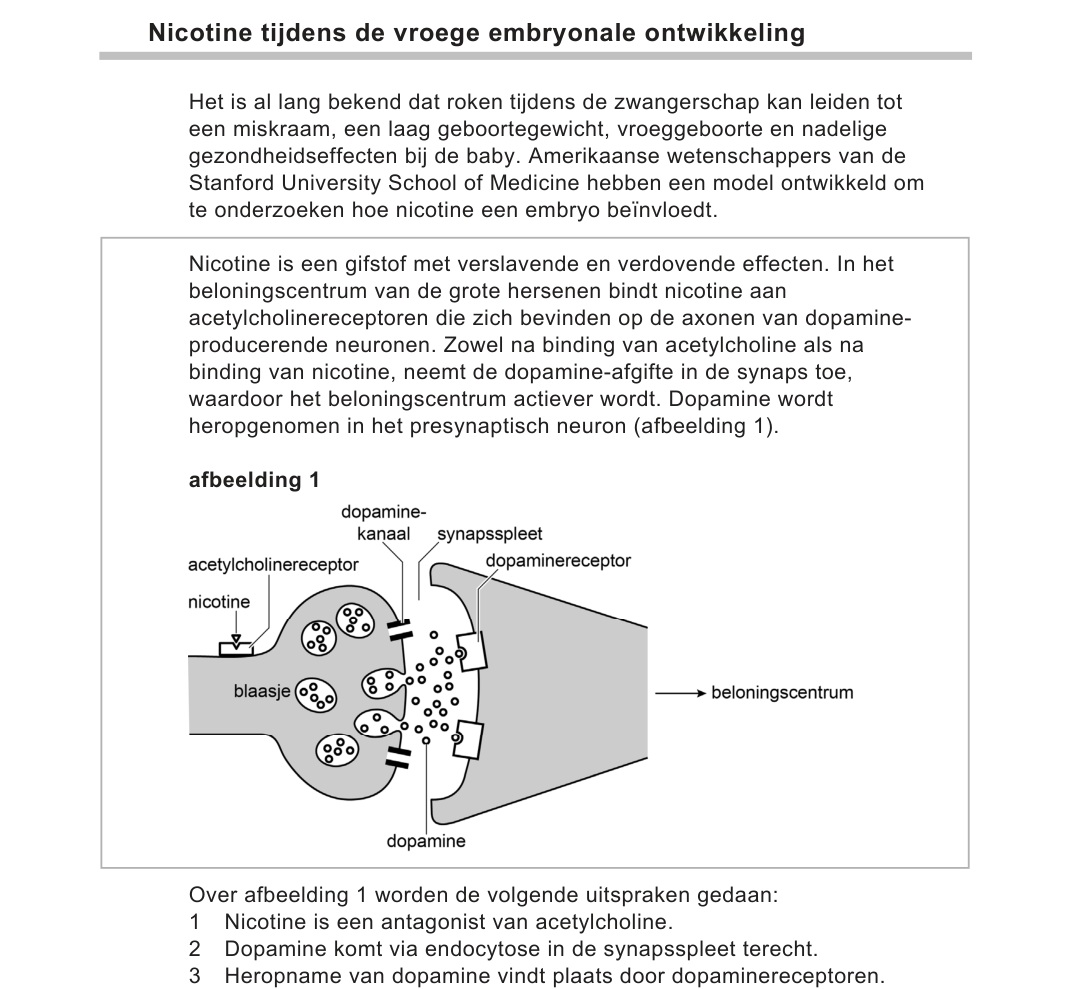 Nicotine tijdens de vroege embryonale ontwikkeling
Het is al lang bekend dat roken tijdens de zwangerschap kan leiden tot
een miskraam, een laag geboortegewicht, vroeggeboorte en nadelige
gezondheidseffecten bij de baby. Amerikaanse wetenschappers van de
Stanford University School of Medicine hebben een model ontwikkeld om
te onderzoeken hoe nicotine een embryo beïnvloedt.
Nicotine is een gifstof met verslavende en verdovende effecten. In het
beloningscentrum van de grote hersenen bindt nicotine aan
acetylcholinereceptoren die zich bevinden op de axonen van dopamine-
producerende neuronen. Zowel na binding van acetylcholine als na
binding van nicotine, neemt de dopamine-afgifte in de synaps toe,
waardoor het beloningscentrum actiever wordt. Dopamine wordt
heropgenomen in het presynaptisch neuron (afbeelding 1).
afbeelding 1
dopamine-
kanaal
synapsspleet
dopaminereceptor
acetylcholinereceptor
nicotine
blaasje
beloningscentrum
dopamine
Over afbeelding 1 worden de volgende uitspraken gedaan:
1 Nicotine is een antagonist van acetylcholine.
2 Dopamine komt via endocytose in de synapsspleet terecht.
3 Heropname van dopamine vindt plaats door dopaminereceptoren.